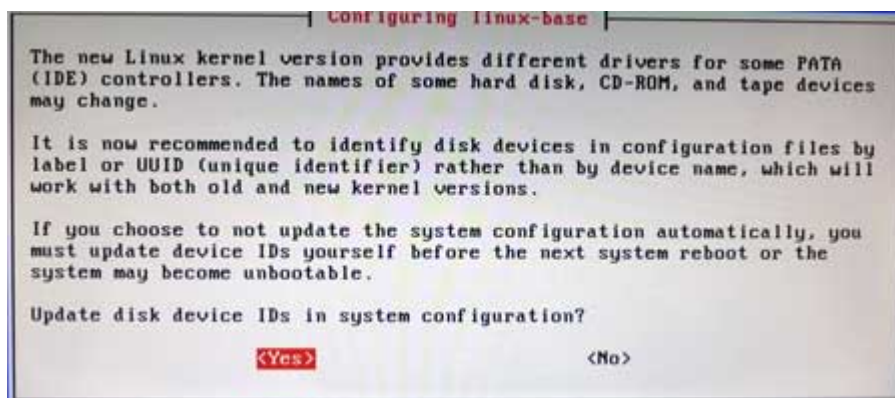 Configuring linux-base
The new Linux kernel version provides different drivers for some PATA
(IDE) controllers. The names of some hard disk, CD-ROM, and tape devices
may change.
It is now recommended to identify disk devices in configuration files by
label or UUID (unique identifier) rather than by device name, which will
work with both old and new kernel versions.
If you choose to not update the system configuration automatically, you
must update device IDs yourself before the next system reboot or the
system may become unbootable.
Update disk device IDs in system configuration?
<Yes> <No>